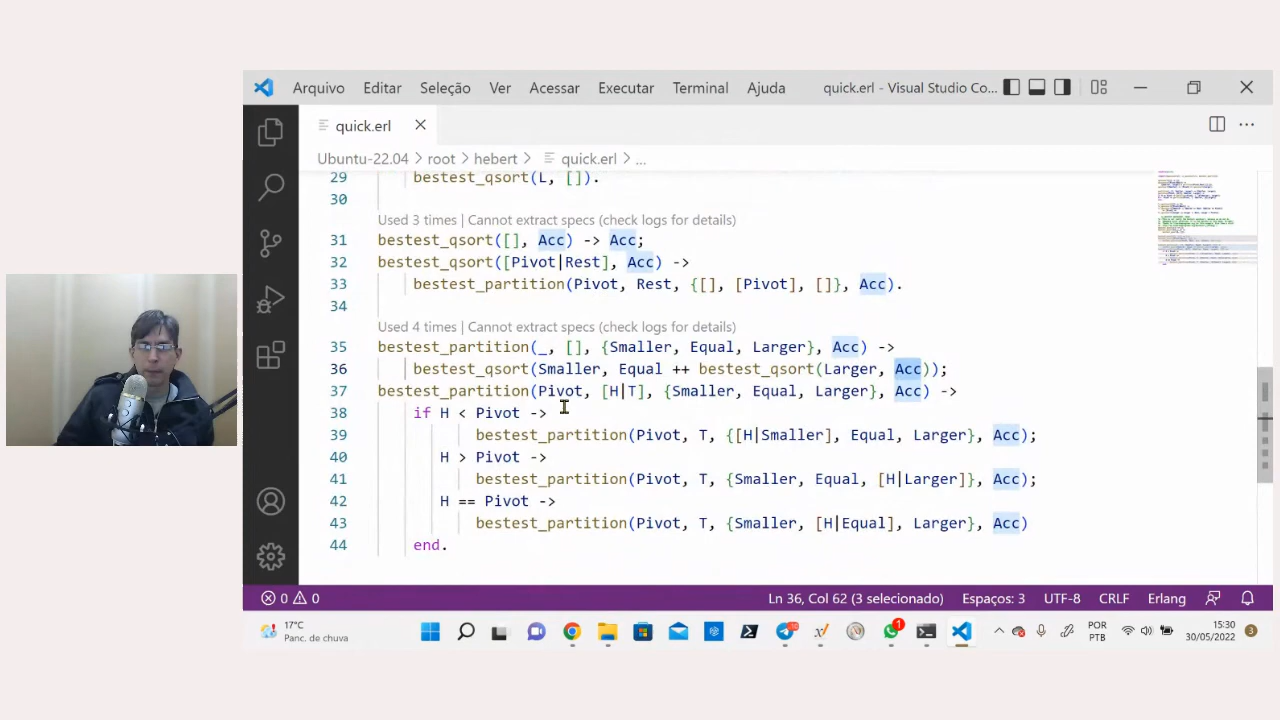 Arquivo Editar Seleção Ver Acessar Executar Terminal Ajuda quick.erl - Visual Studio Co...
quick.erl
Ubuntu-22.04 > root > hebert > quick.erl > ...
29 bestest_qsort(L, []).
30
Used 3 times | Cannot extract specs (check logs for details)
31 bestest_qsort([], Acc) -> Acc;
32 bestest_qsort([Pivot|Rest], Acc) ->
33 bestest_partition(Pivot, Rest, {[], [Pivot], []}, Acc).
34
Used 4 times | Cannot extract specs (check logs for details)
35 bestest_partition(_, [], {Smaller, Equal, Larger}, Acc) ->
36 bestest_qsort(Smaller, Equal ++ bestest_qsort(Larger, Acc));
37 bestest_partition(Pivot, [H|T], {Smaller, Equal, Larger}, Acc) ->
38 if H < Pivot ->
39 bestest_partition(Pivot, T, {[H|Smaller], Equal, Larger}, Acc);
40 H > Pivot ->
41 bestest_partition(Pivot, T, {Smaller, Equal, [H|Larger]}, Acc);
42 H == Pivot ->
43 bestest_partition(Pivot, T, {Smaller, [H|Equal], Larger}, Acc)
44 end.
0 0 Ln 36, Col 62 (3 selecionado) Espaços: 3 UTF-8 CRLF Erlang
17°C
Panc. de chuva
POR
PTB
15:30
30/05/2022